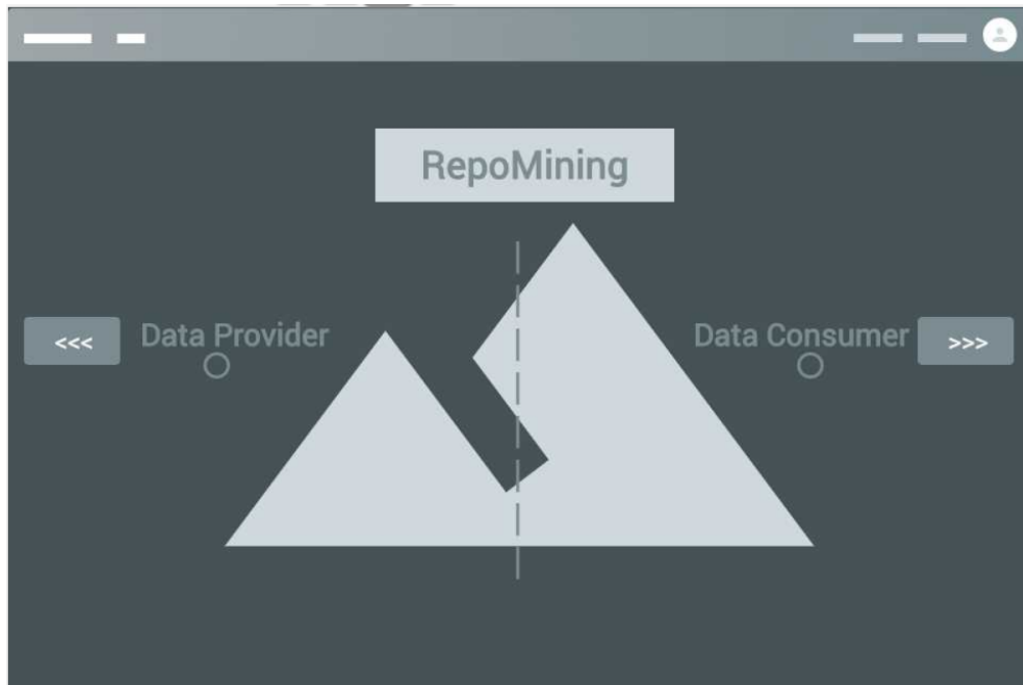 RepoMining
<<< Data Provider
Data Consumer >>>